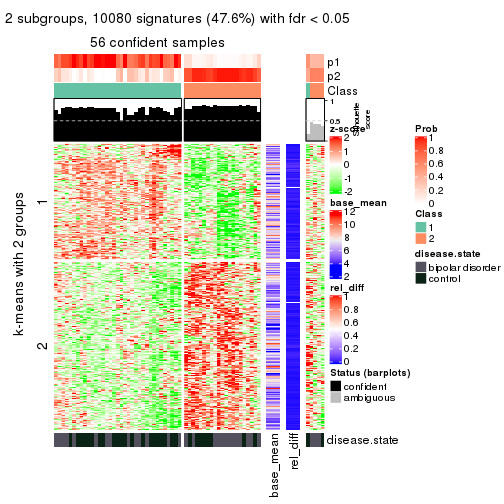 2 subgroups, 10080 signatures (47.6%) with fdr < 0.05
56 confident samples
p1
p2
Class
1
0.5
0
Silhouette
score
k-means with 2 groups
1
2
z-score
2
1
0
-1
-2
base_mean
12
10
8
6
4
2
rel_diff
1
0.8
0.6
0.4
0.2
0
Status (barplots)
confident
ambiguous
Prob
1
0.8
0.6
0.4
0.2
0
Class
1
2
disease.state
bipolar disorder
control
disease.state
base_mean
rel_diff